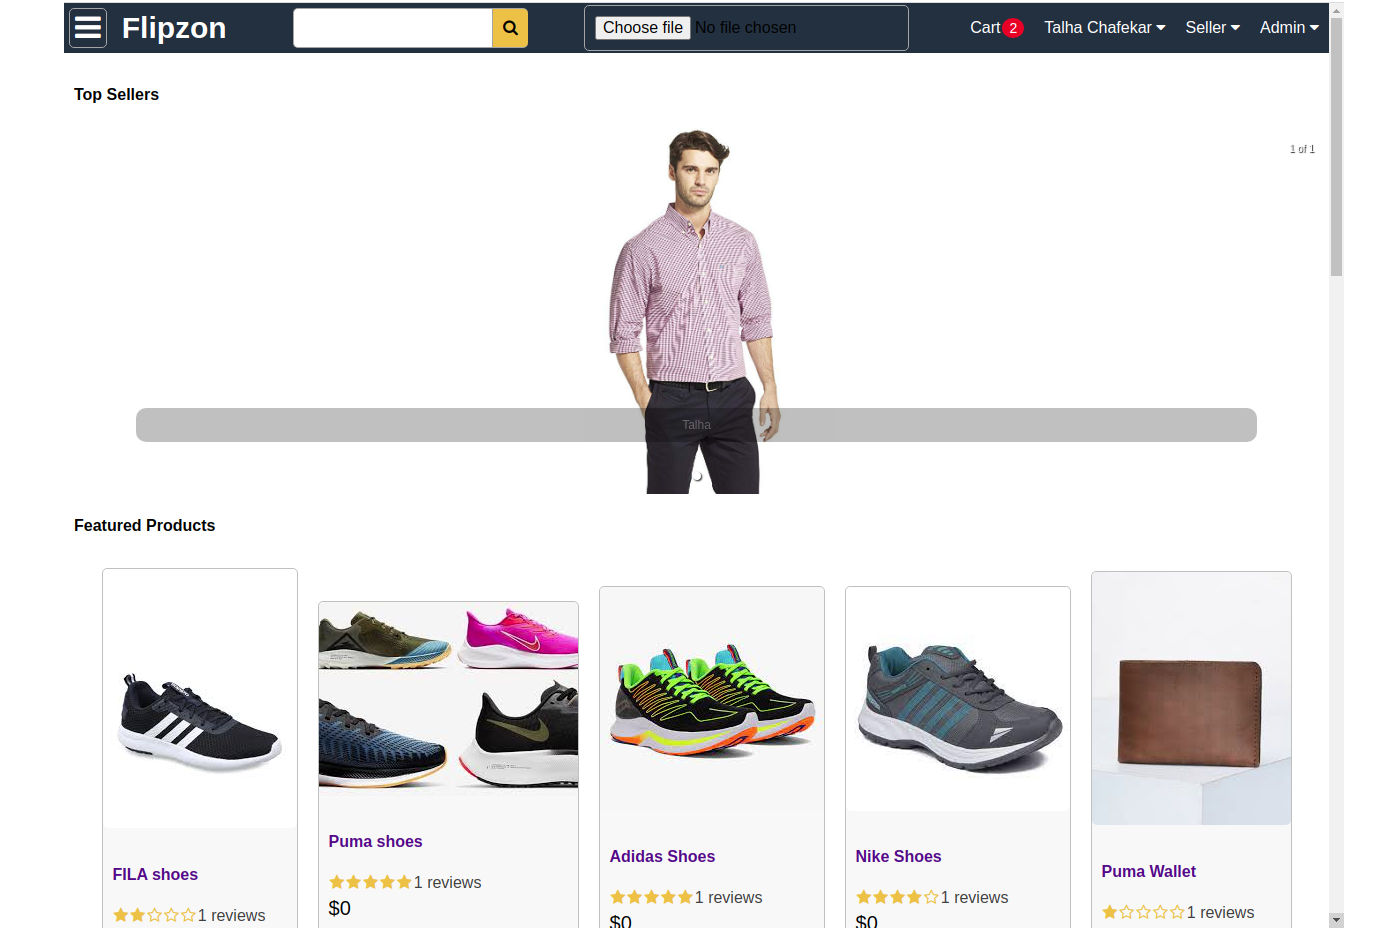 Flipzon
Choose file No file chosen
Cart 2 Talha Chafekar Seller Admin
Top Sellers
1 of 1
Talha
Featured Products
FILA shoes
1 reviews
Puma shoes
1 reviews
$0
Adidas Shoes
1 reviews
$0
Nike Shoes
1 reviews
$0
Puma Wallet
1 reviews